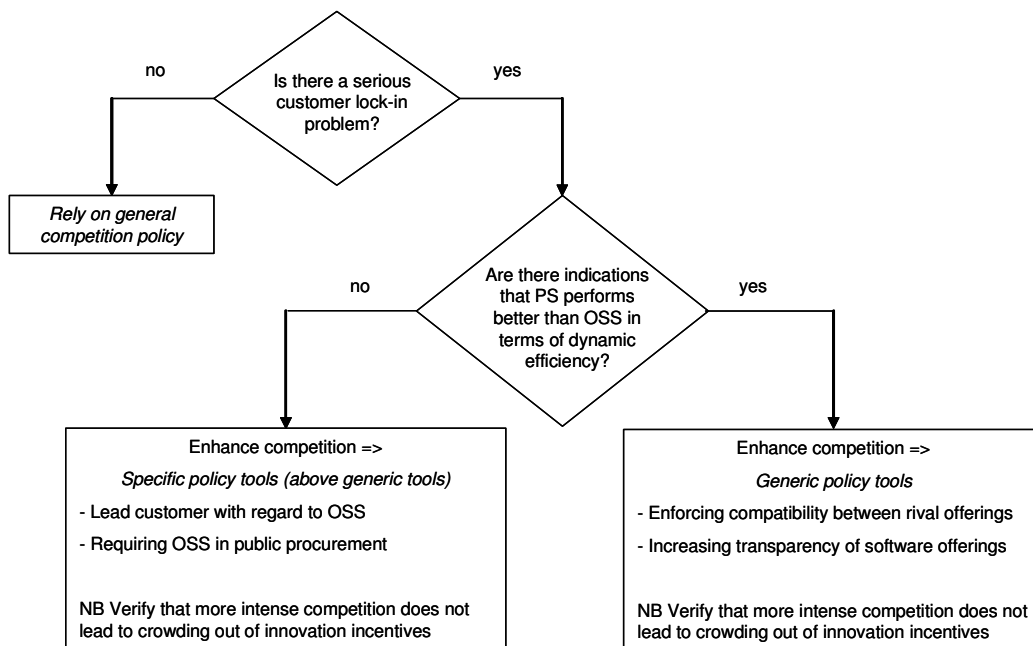 no
yes
Is there a serious
customer lock-in
problem?
Rely on general
competition policy
no
yes
Are there indications
that PS performs
better than OSS in
terms of dynamic
efficiency?
Enhance competition =>
Specific policy tools (above generic tools)
- Lead customer with regard to OSS
- Requiring OSS in public procurement
NB Verify that more intense competition does not
lead to crowding out of innovation incentives
Enhance competition =>
Generic policy tools
- Enforcing compatibility between rival offerings
- Increasing transparency of software offerings
NB Verify that more intense competition does not
lead to crowding out of innovation incentives